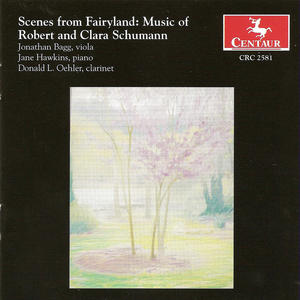 Scenes from Fairyland: Music of
Robert and Clara Schumann
Jonathan Bagg, viola
Jane Hawkins, piano
Donald L. Oehler, clarinet
CENTAUR
CRC 2581